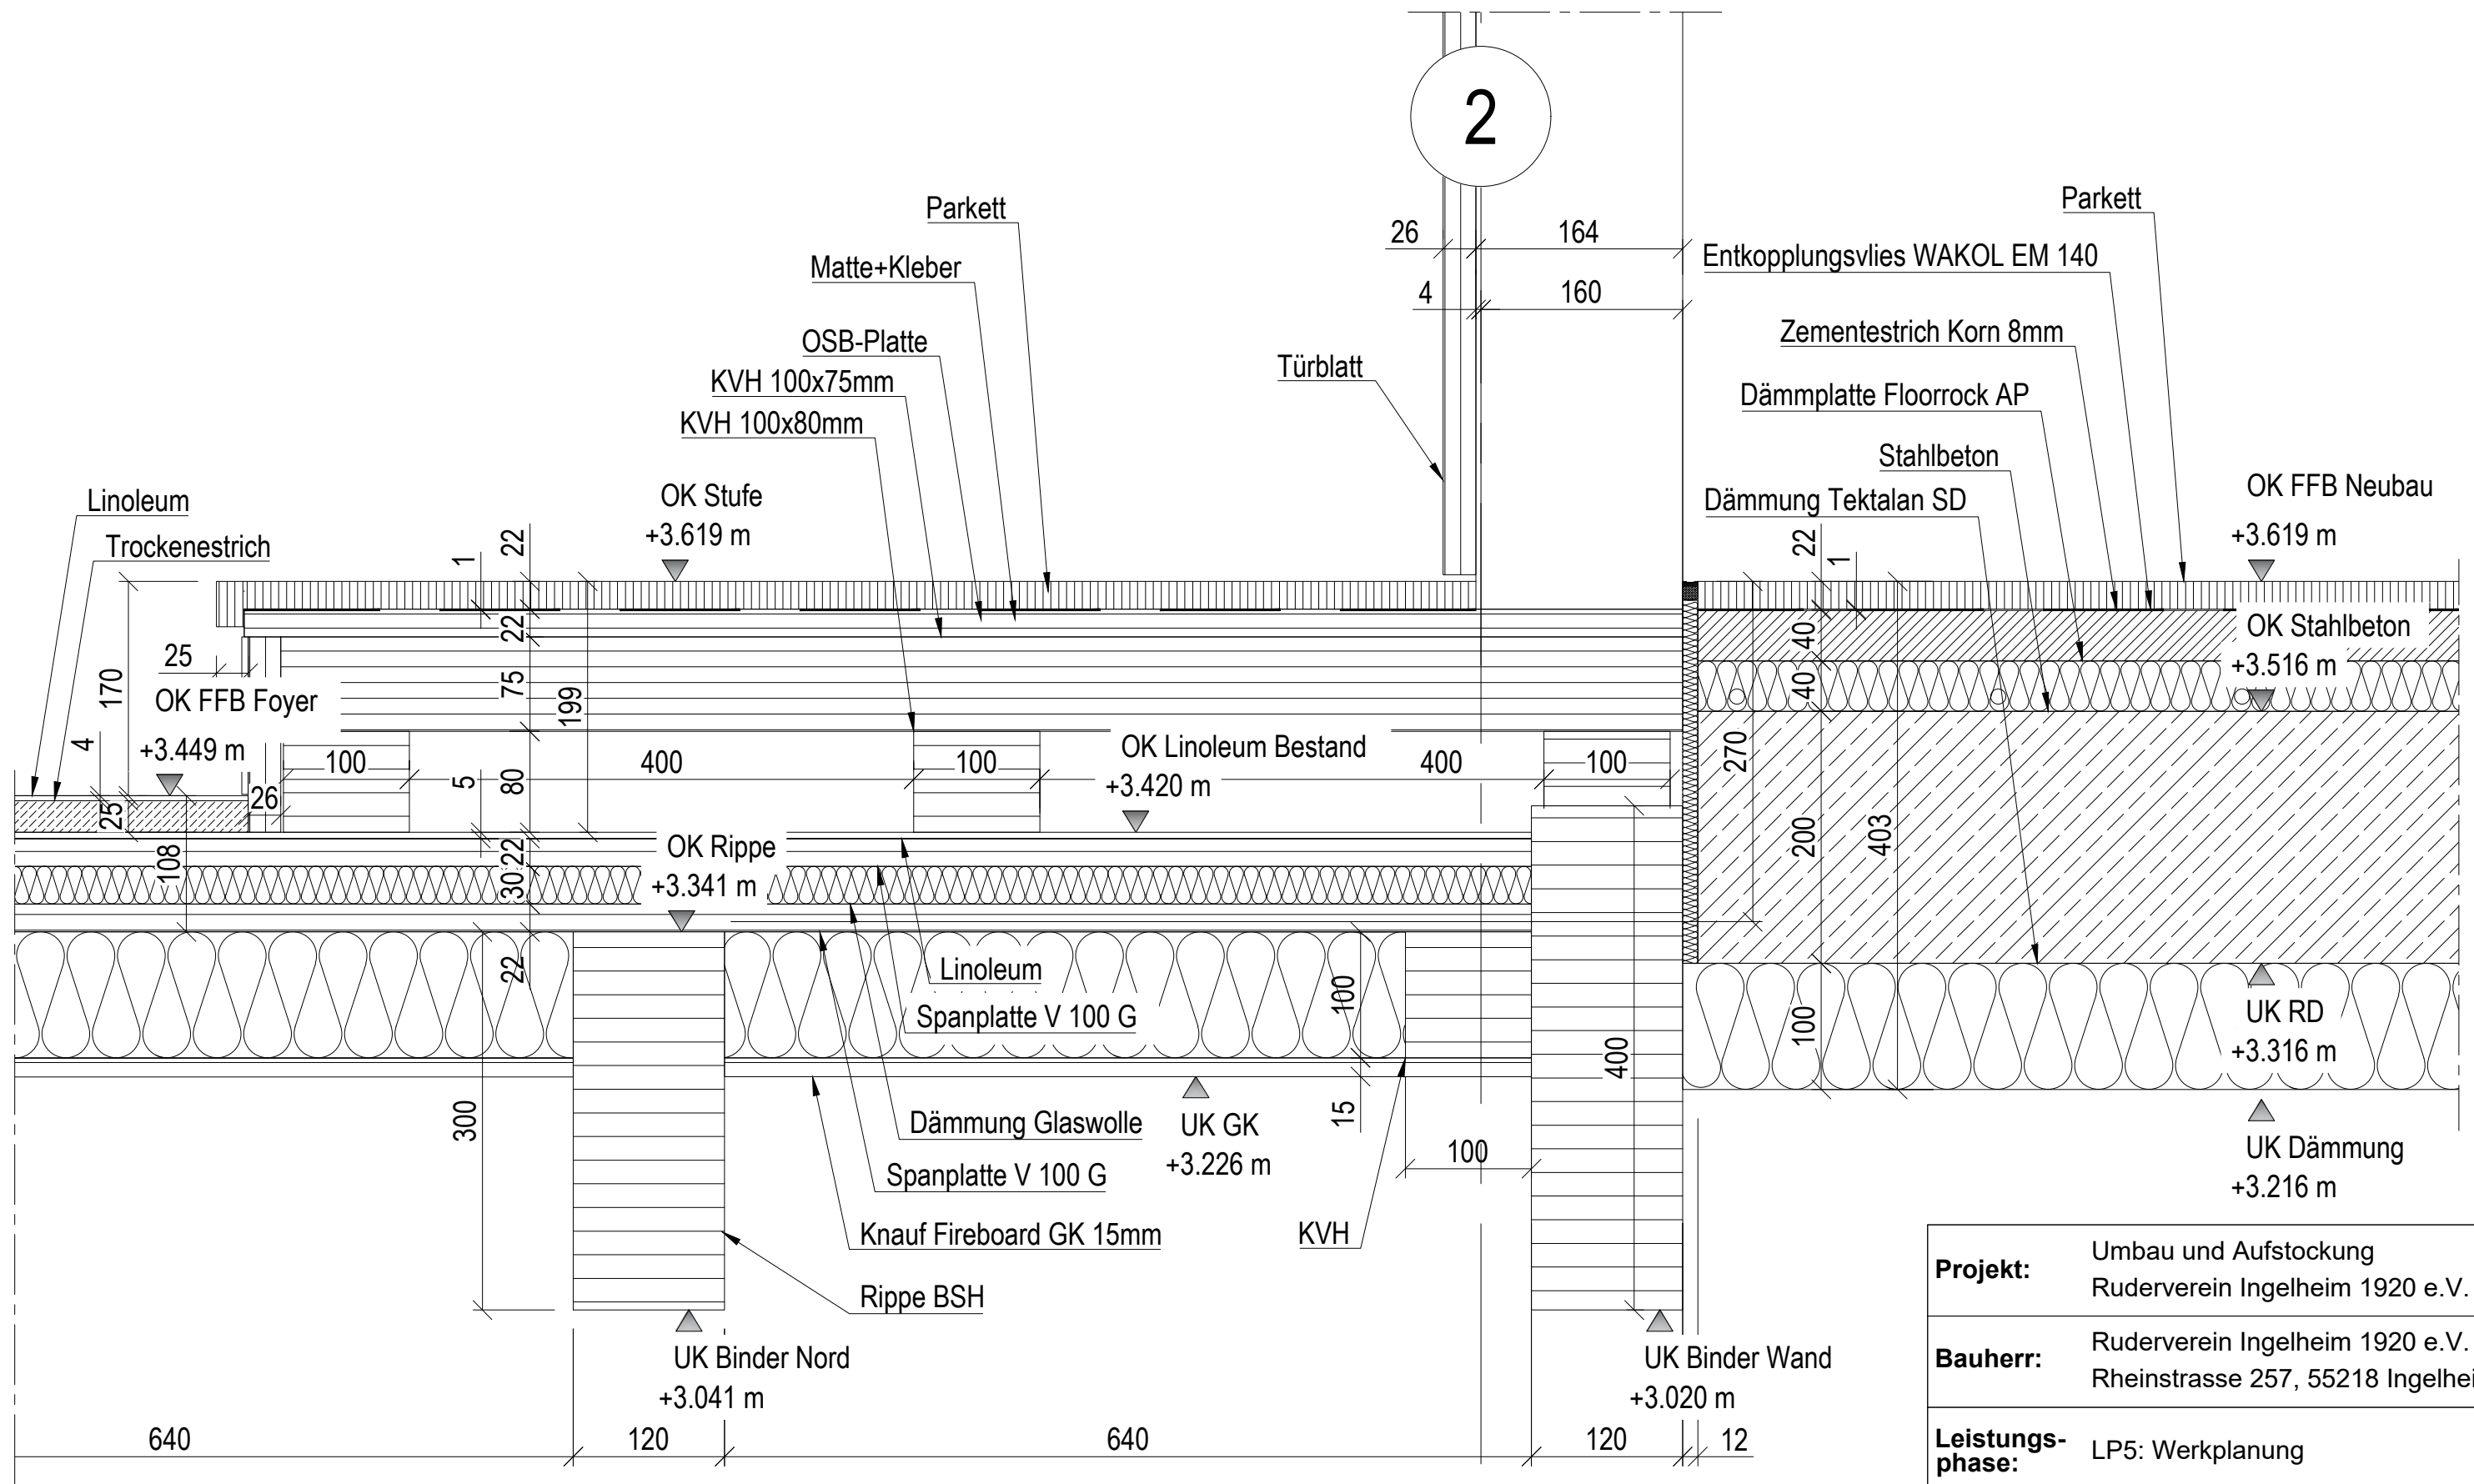 2
Parkett
Matte+Kleber
OSB-Platte
KVH 100x75mm
KVH 100x80mm
26
164
4
160
Türblatt
Parkett
Entkopplungsvlies WAKOL EM 140
Zementestrich Korn 8mm
Dämmplatte Floorrock AP
Stahlbeton
Dämmung Tektalan SD
Linoleum
Trockenestrich
OK Stufe
+3.619 m
OK FFB Neubau
+3.619 m
1
22
22
75
199
80
5
22
30
22
170
25
4
25
108
26
OK FFB Foyer
+3.449 m
100
400
100
400
100
OK Linoleum Bestand
+3.420 m
OK Rippe
+3.341 m
22
1
40
40
200
100
270
403
OK Stahlbeton
+3.516 m
UK RD
+3.316 m
UK Dämmung
+3.216 m
Linoleum
Spanplatte V 100 G
Dämmung Glaswolle
Spanplatte V 100 G
Knauf Fireboard GK 15mm
Rippe BSH
KVH
UK GK
+3.226 m
100
15
100
300
400
UK Binder Nord
+3.041 m
UK Binder Wand
+3.020 m
640
120
640
120
12
Projekt:
Umbau und Aufstockung
Ruderverein Ingelheim 1920 e.V.
Bauherr:
Ruderverein Ingelheim 1920 e.V.
Rheinstrasse 257, 55218 Ingelhei
Leistungs-
phase:
LP5: Werkplanung